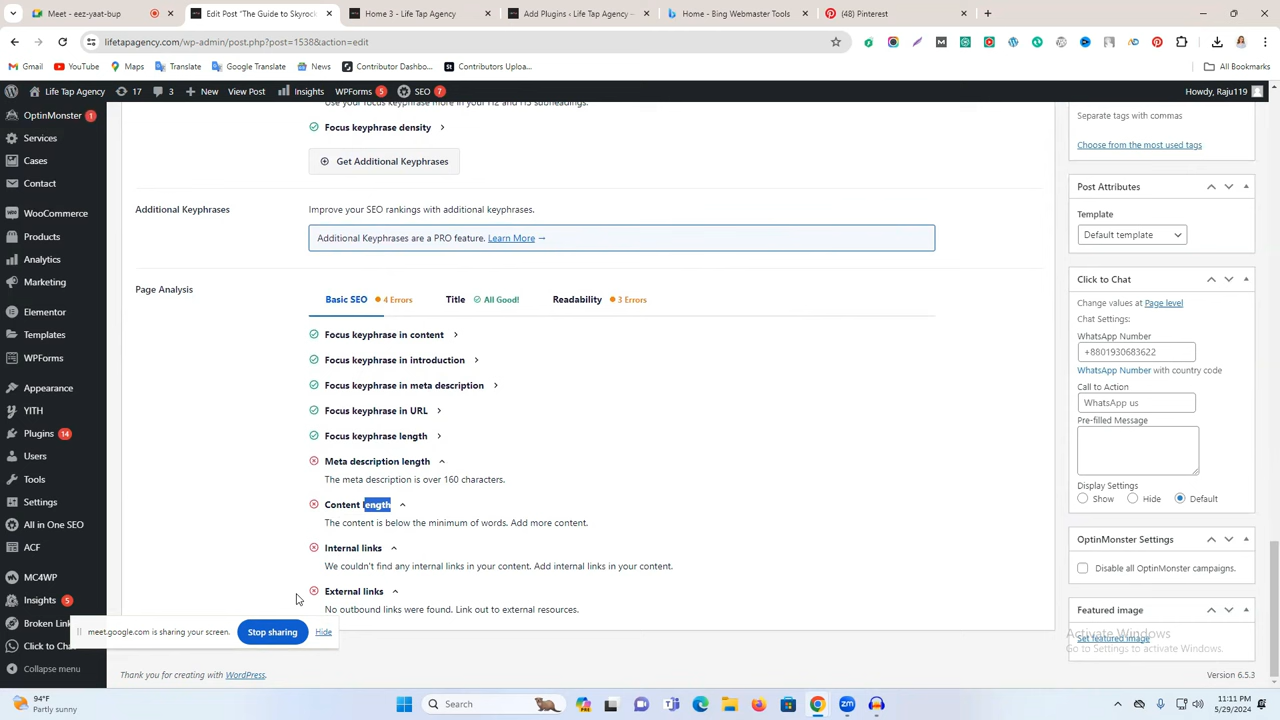 Meet - eez-zatt-buq
Edit Post "The Guide to Skyrock
Home 3 - Life Tap Agency
Add Plugins ‹ Life Tap Agency —
Home - Bing Webmaster Tools
(48) Pinterest
lifetapagency.com/wp-admin/post.php?post=1538&action=edit
Gmail
YouTube
Maps
Translate
Google Translate
News
Contributor Dashbo...
Contributors Uploa...
All Bookmarks
Life Tap Agency
17
3
New
View Post
Insights
WPForms 5
SEO 7
Howdy, Raju119
OptinMonster 1
Services
Cases
Contact
WooCommerce
Products
Analytics
Marketing
Elementor
Templates
WPForms
Appearance
YITH
Plugins 14
Users
Tools
Settings
All in One SEO
ACF
MC4WP
Insights 5
Broken Link
Click to Cha
Collapse menu
Use your focus keyphrase more in your H2 and H3 subheadings.
Focus keyphrase density
Get Additional Keyphrases
Additional Keyphrases
Improve your SEO rankings with additional keyphrases.
Additional Keyphrases are a PRO feature. Learn More →
Page Analysis
Basic SEO 4 Errors
Title All Good!
Readability 3 Errors
Focus keyphrase in content
Focus keyphrase in introduction
Focus keyphrase in meta description
Focus keyphrase in URL
Focus keyphrase length
Meta description length
The meta description is over 160 characters.
Content length
The content is below the minimum of words. Add more content.
Internal links
We couldn't find any internal links in your content. Add internal links in your content.
External links
No outbound links were found. Link out to external resources.
meet.google.com is sharing your screen.
Stop sharing
Hide
Thank you for creating with WordPress.
Separate tags with commas
Choose from the most used tags
Post Attributes
Template
Default template
Click to Chat
Change values at Page level
Chat Settings:
WhatsApp Number
+8801930683622
WhatsApp Number with country code
Call to Action
WhatsApp us
Pre-filled Message
Display Settings
Show
Hide
Default
OptinMonster Settings
Disable all OptinMonster campaigns.
Featured image
Set featured image
Activate Windows
Go to Settings to activate Windows.
Version 6.5.3
94°F
Partly sunny
Search
11:11 PM
5/29/2024